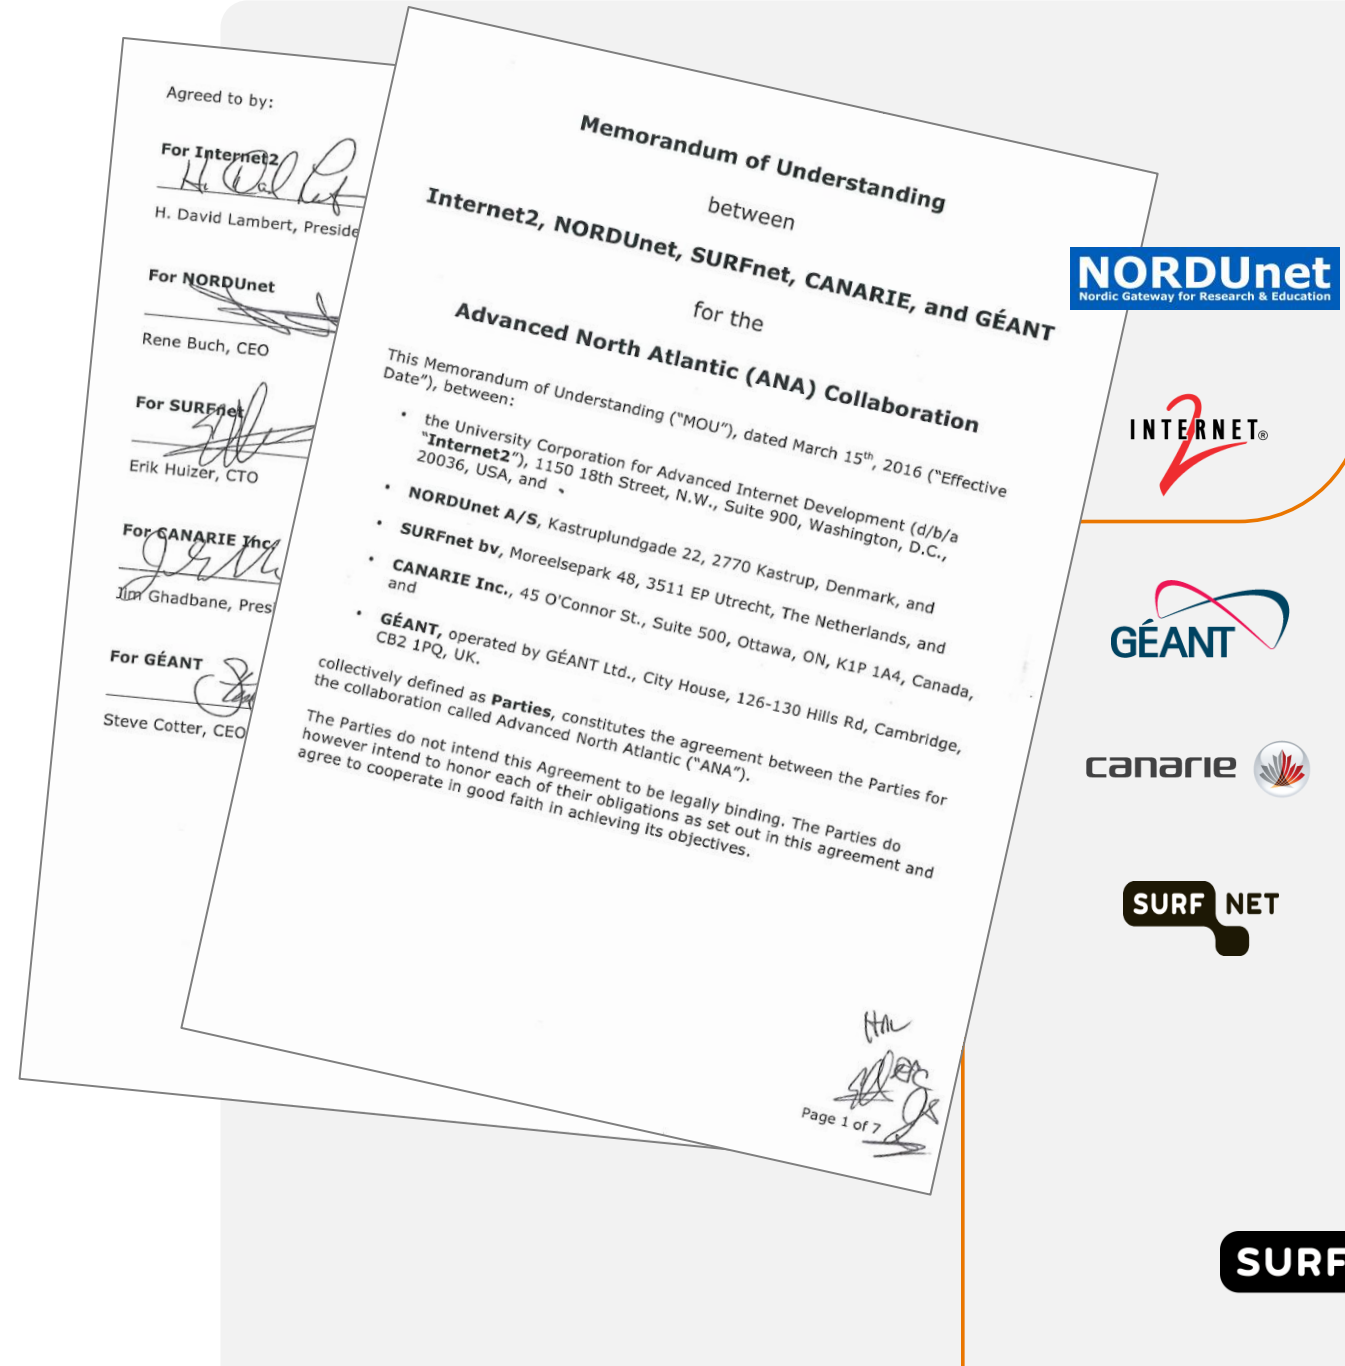 Agreed to by:
For Internet2
H. David Lambert,
For NORDUnet
Rene Buch, CEO
For SURFnet
Erik Huizer, CTO
For CANARIE Inc
Jim Ghadbane,
For GÉANT
Steve Cotter, CEO
Memorandum of Understanding
between
Internet2, NORDUnet, SURFnet, CANARIE, and GÉANT
for the
Advanced North Atlantic (ANA) Collaboration
This Memorandum of Understanding (“MOU”), dated March 15th, 2016 (“Effective
Date”), between:
• the University Corporation for Advanced Internet Development (d/b/a
“Internet2”), 1150 18th Street, N.W., Suite 900, Washington, D.C.,
20036, USA, and
• NORDUnet A/S, Kastruplundgade 22, 2770 Kastrup, Denmark, and
• SURFnet bv, Moreelsepark 48, 3511 EP Utrecht, The Netherlands, and
• CANARIE Inc., 45 O'Connor St., Suite 500, Ottawa, ON, K1P 1A4, Canada,
and
• GÉANT, operated by GÉANT Ltd., City House, 126-130 Hills Rd, Cambridge,
CB2 1PQ, UK.
collectively defined as Parties, constitutes the agreement between the Parties for
the collaboration called Advanced North Atlantic (“ANA”).
The Parties do not intend this Agreement to be legally binding. The Parties do
however intend to honor each of their obligations as set out in this agreement and
agree to cooperate in good faith in achieving its objectives.
Page 1 of 7
NORDUnet
Nordic Gateway for Research & Education
INTERNET®
2
GÉANT
canarie
SURF NET
SURF